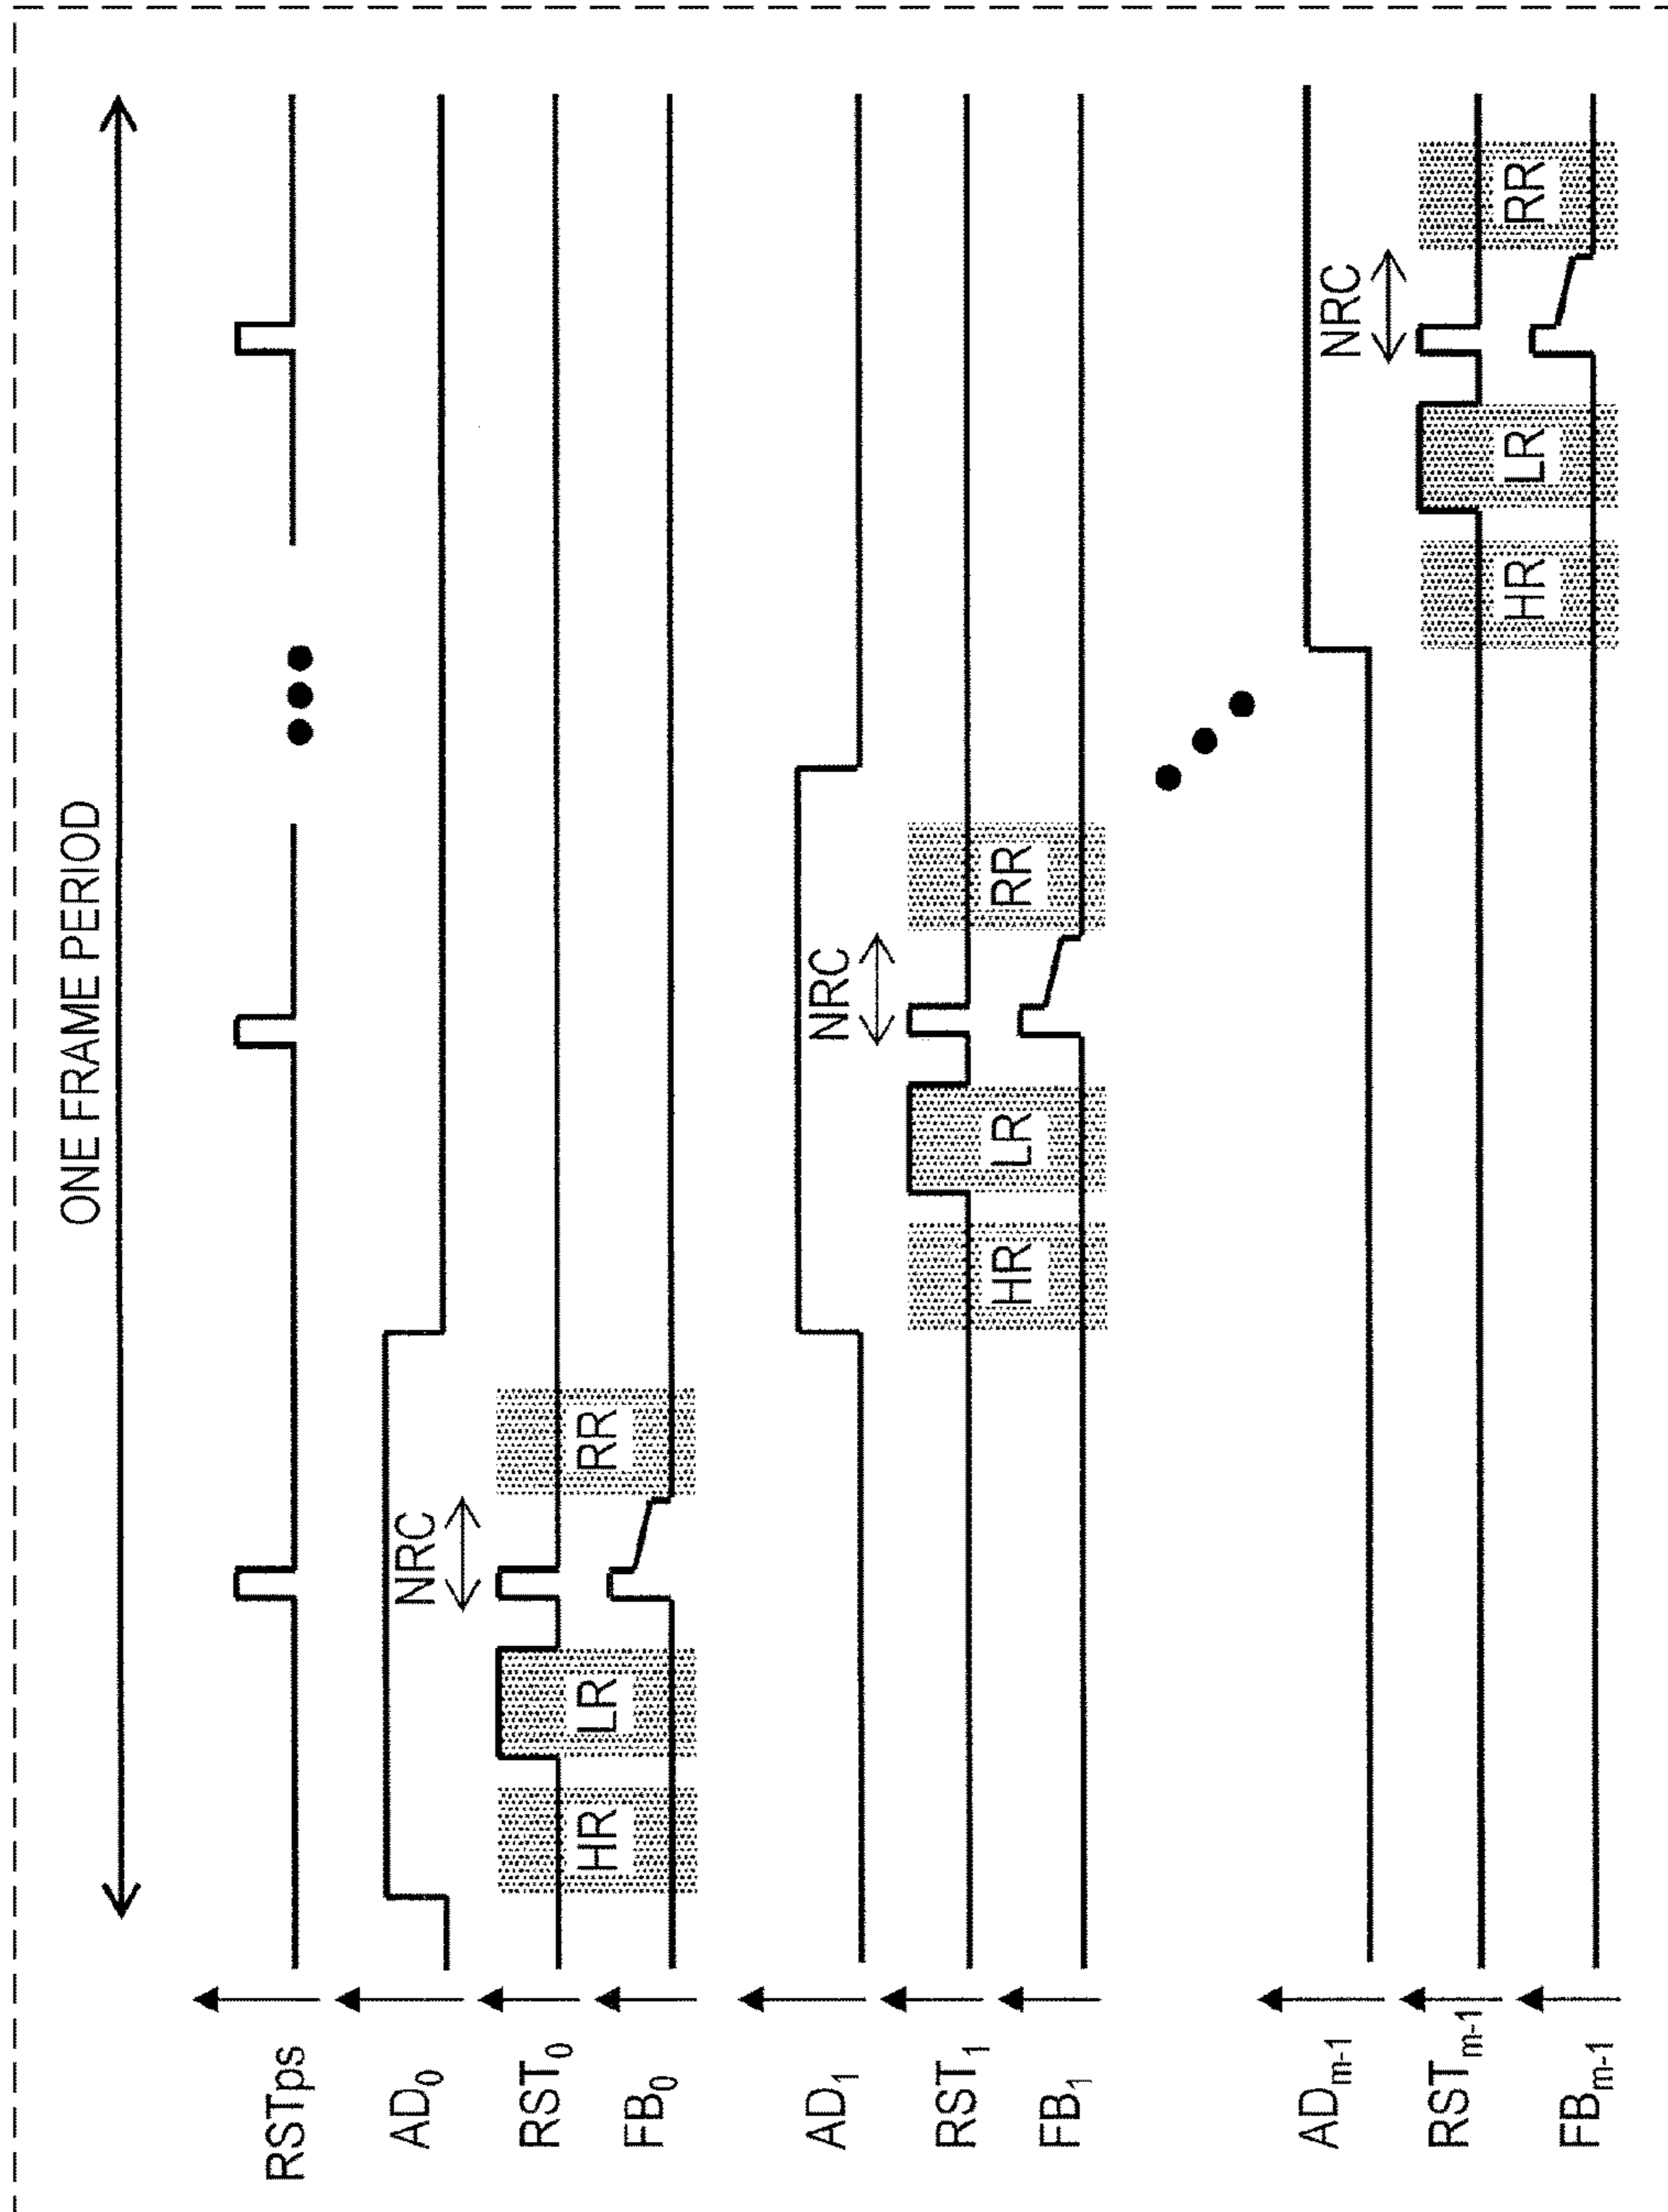 ONE FRAME PERIOD
RSTps
AD₀
NRC
RST₀
HR LR RR
FB₀
AD₁
NRC
RST₁
HR LR RR
FB₁
ADₘ₋₁
NRC
RSTₘ₋₁
HR LR RR
FBₘ₋₁